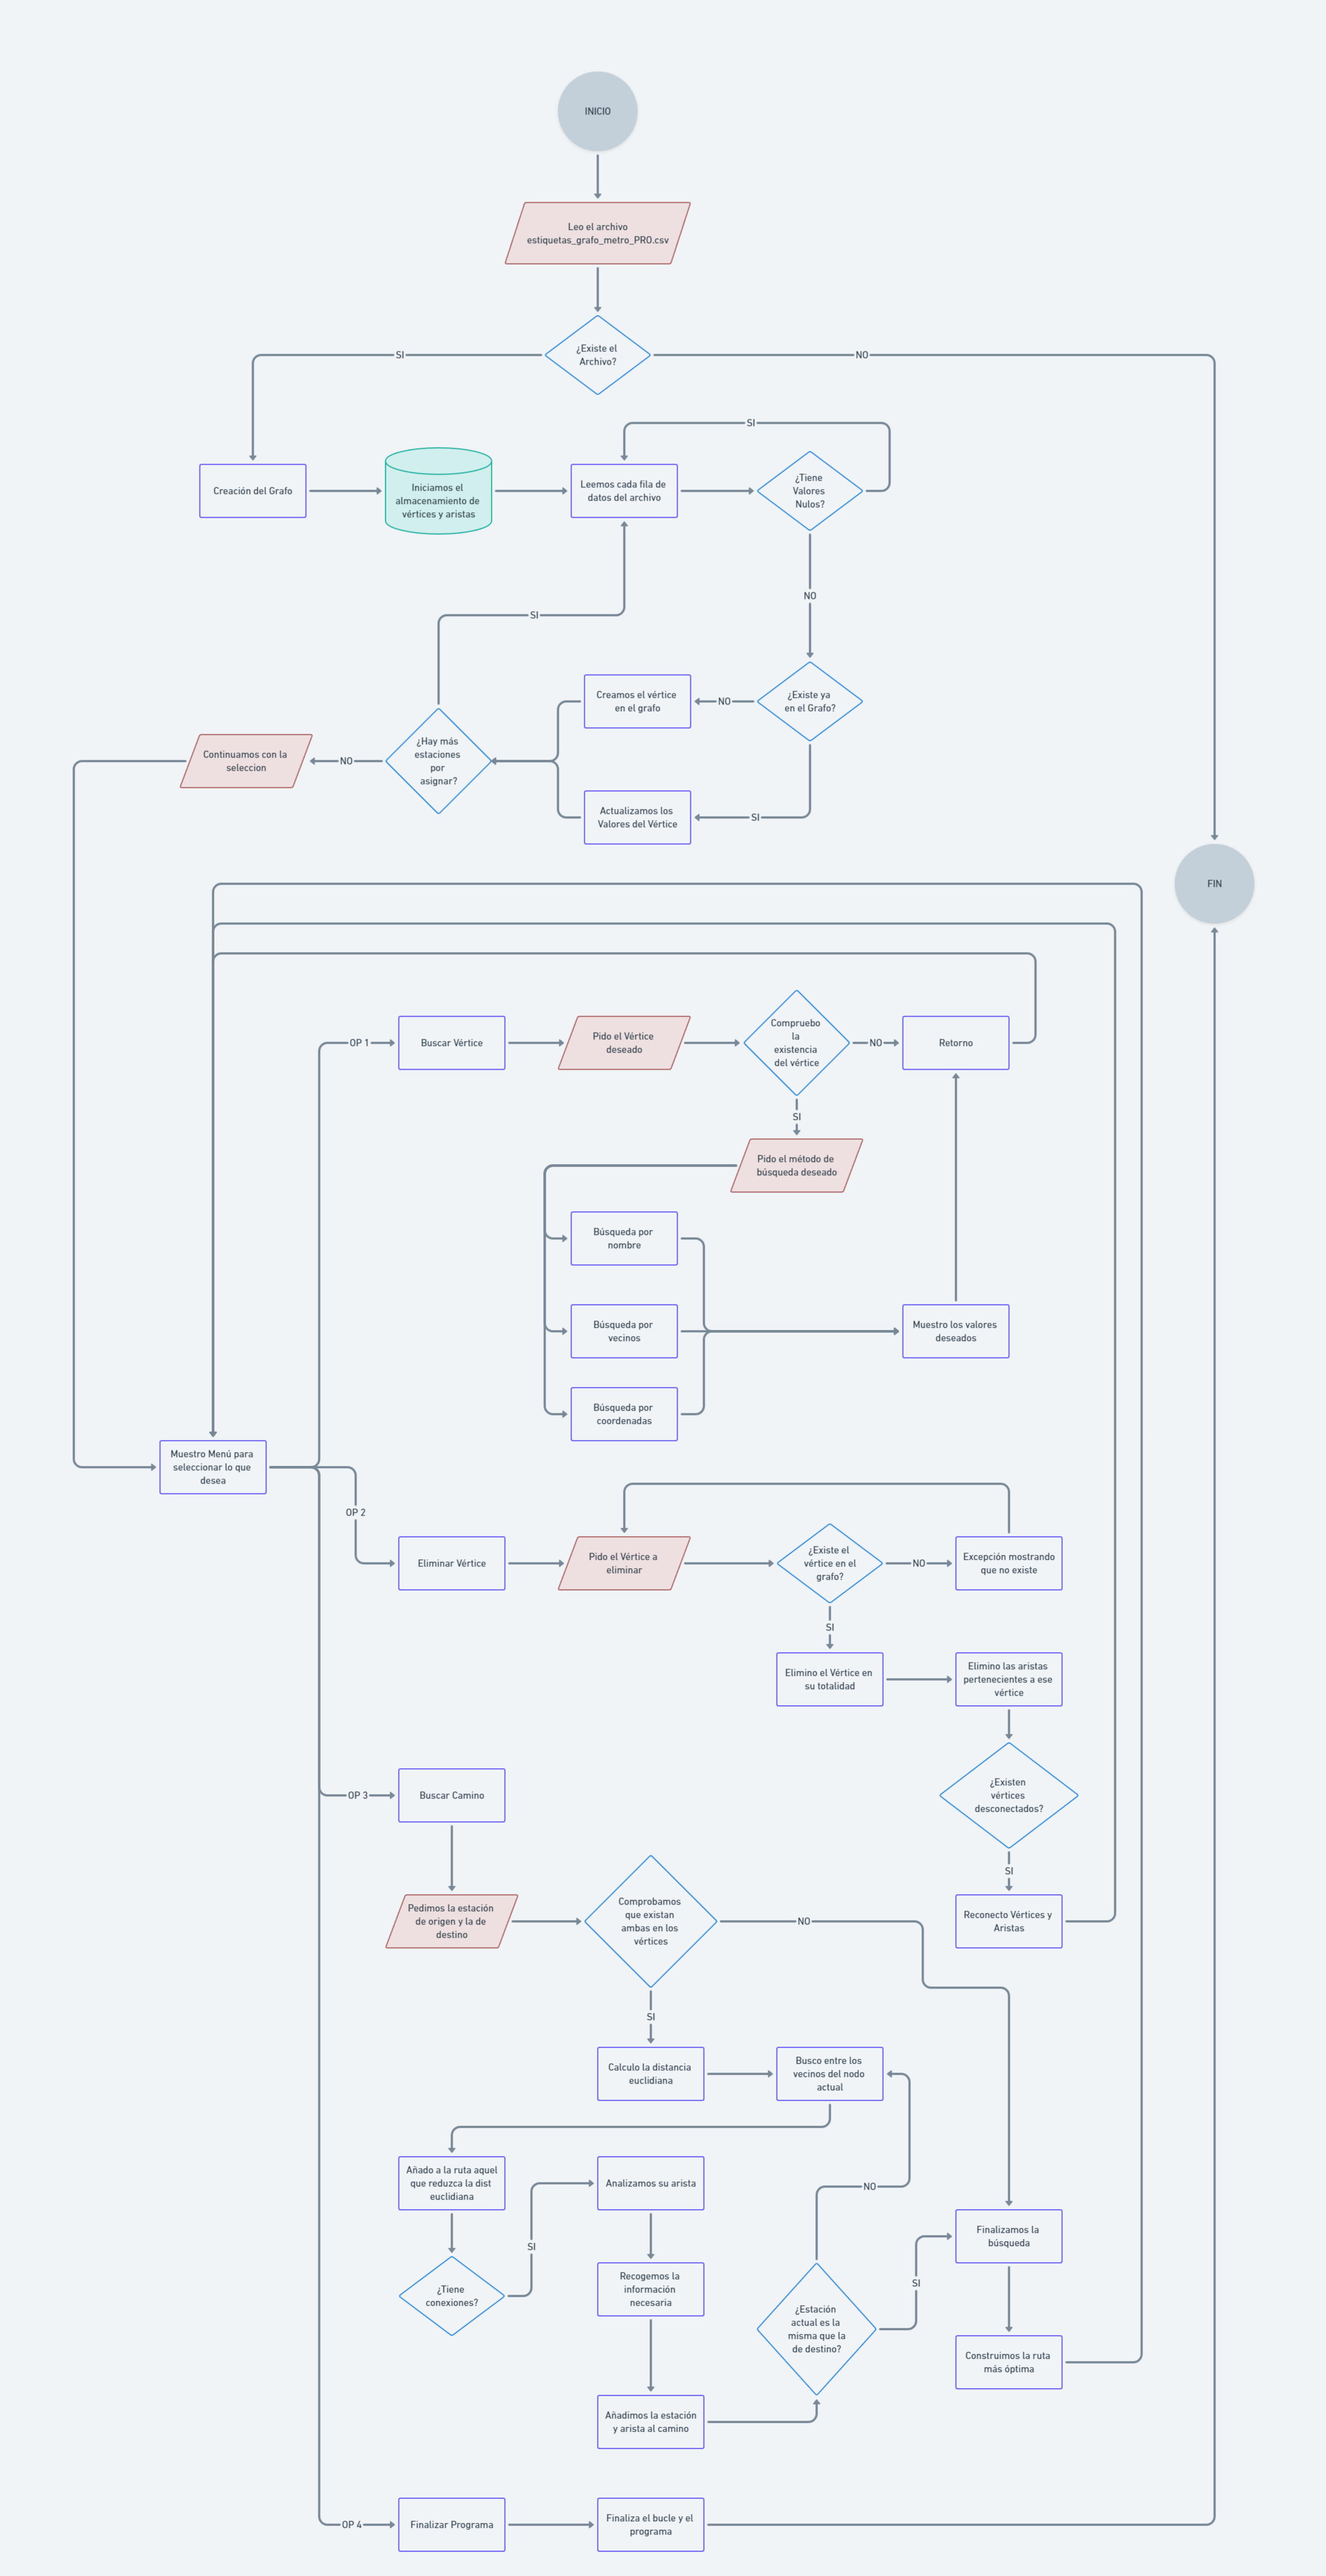 INICIO
Leo el archivo
estiquetas_grafo_metro_PRO.csv
¿Existe el
Archivo?
SI
NO
SI
Creación del Grafo
Iniciamos el
almacenamiento de
vértices y aristas
Leemos cada fila de
datos del archivo
¿Tiene
Valores
Nulos?
NO
SI
Creamos el vértice
en el grafo
NO
¿Existe ya
en el Grafo?
Continuamos con la
seleccion
NO
¿Hay más
estaciones
por
asignar?
Actualizamos los
Valores del Vértice
SI
FIN
OP 1
Buscar Vértice
Pido el Vértice
deseado
Compruebo
la
existencia
del vértice
NO
Retorno
SI
Pido el método de
búsqueda deseado
Búsqueda por
nombre
Búsqueda por
vecinos
Muestro los valores
deseados
Búsqueda por
coordenadas
Muestro Menú para
seleccionar lo que
desea
OP 2
Eliminar Vértice
Pido el Vértice a
eliminar
¿Existe el
vértice en el
grafo?
NO
Excepción mostrando
que no existe
SI
Elimino el Vértice en
su totalidad
Elimino las aristas
pertenecientes a ese
vértice
OP 3
Buscar Camino
¿Existen
vértices
desconectados?
SI
Pedimos la estación
de origen y la de
destino
Comprobamos
que existan
ambas en los
vértices
NO
Reconecto Vértices y
Aristas
SI
Calculo la distancia
euclidiana
Busco entre los
vecinos del nodo
actual
Añado a la ruta aquel
que reduzca la dist
euclidiana
Analizamos su arista
NO
SI
Finalizamos la
búsqueda
¿Tiene
conexiones?
Recogemos la
información
necesaria
SI
¿Estación
actual es la
misma que la
de destino?
Construimos la ruta
más óptima
Añadimos la estación
y arista al camino
OP 4
Finalizar Programa
Finaliza el bucle y el
programa